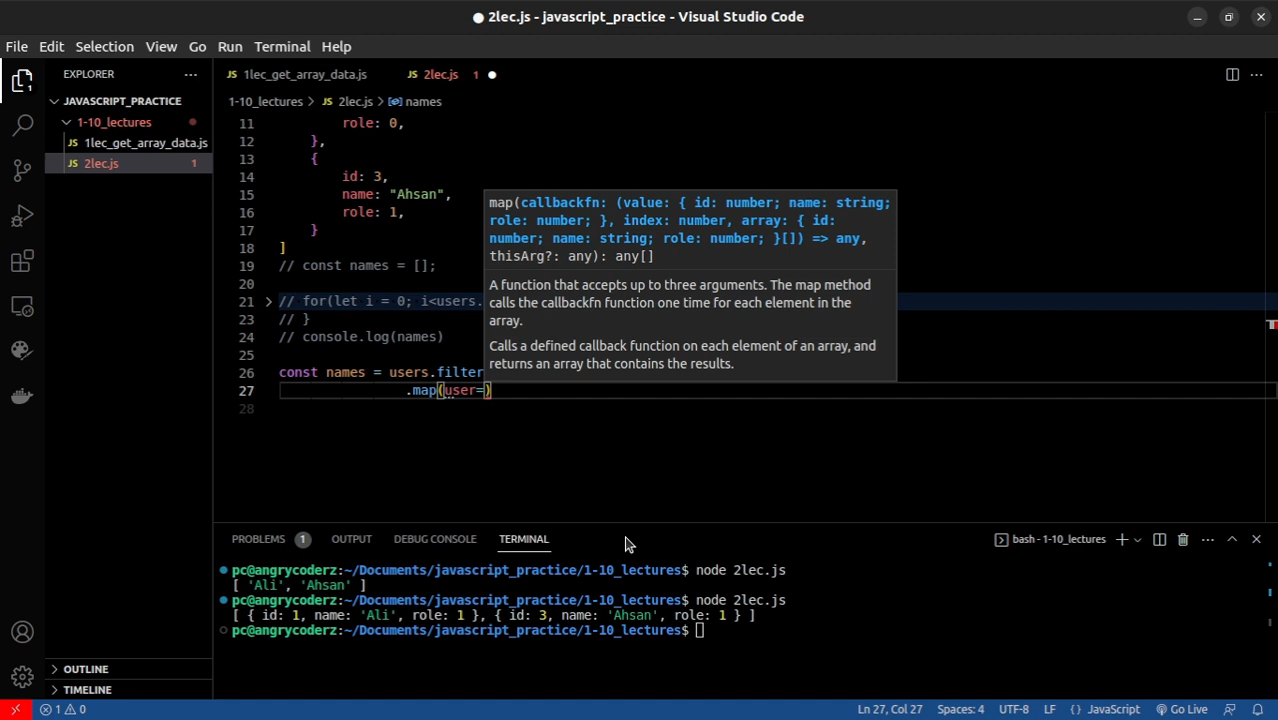 ● 2lec.js - javascript_practice - Visual Studio Code
File Edit Selection View Go Run Terminal Help
EXPLORER ...
JS 1lec_get_array_data.js JS 2lec.js 1 ●
JAVASCRIPT_PRACTICE
1-10_lectures
JS 1lec_get_array_data.js
JS 2lec.js 1
1-10_lectures > JS 2lec.js > names
11 role: 0,
12 },
13 {
14 id: 3,
15 name: "Ahsan",
16 role: 1,
17 }
18 ]
19 // const names = [];
20
21 // for(let i = 0; i<users.
23 // }
24 // console.log(names)
25
26 const names = users.filter
27 .map(user=)
28
map(callbackfn: (value: { id: number; name: string;
role: number; }, index: number, array: { id:
number; name: string; role: number; }[]) => any,
thisArg?: any): any[]
A function that accepts up to three arguments. The map method
calls the callbackfn function one time for each element in the
array.
Calls a defined callback function on each element of an array, and
returns an array that contains the results.
PROBLEMS 1 OUTPUT DEBUG CONSOLE TERMINAL bash - 1-10_lectures
pc@angrycoderz:~/Documents/javascript_practice/1-10_lectures$ node 2lec.js
[ 'Ali', 'Ahsan' ]
pc@angrycoderz:~/Documents/javascript_practice/1-10_lectures$ node 2lec.js
[ { id: 1, name: 'Ali', role: 1 }, { id: 3, name: 'Ahsan', role: 1 } ]
pc@angrycoderz:~/Documents/javascript_practice/1-10_lectures$
OUTLINE
TIMELINE
1 0 Ln 27, Col 27 Spaces: 4 UTF-8 LF {} JavaScript Go Live